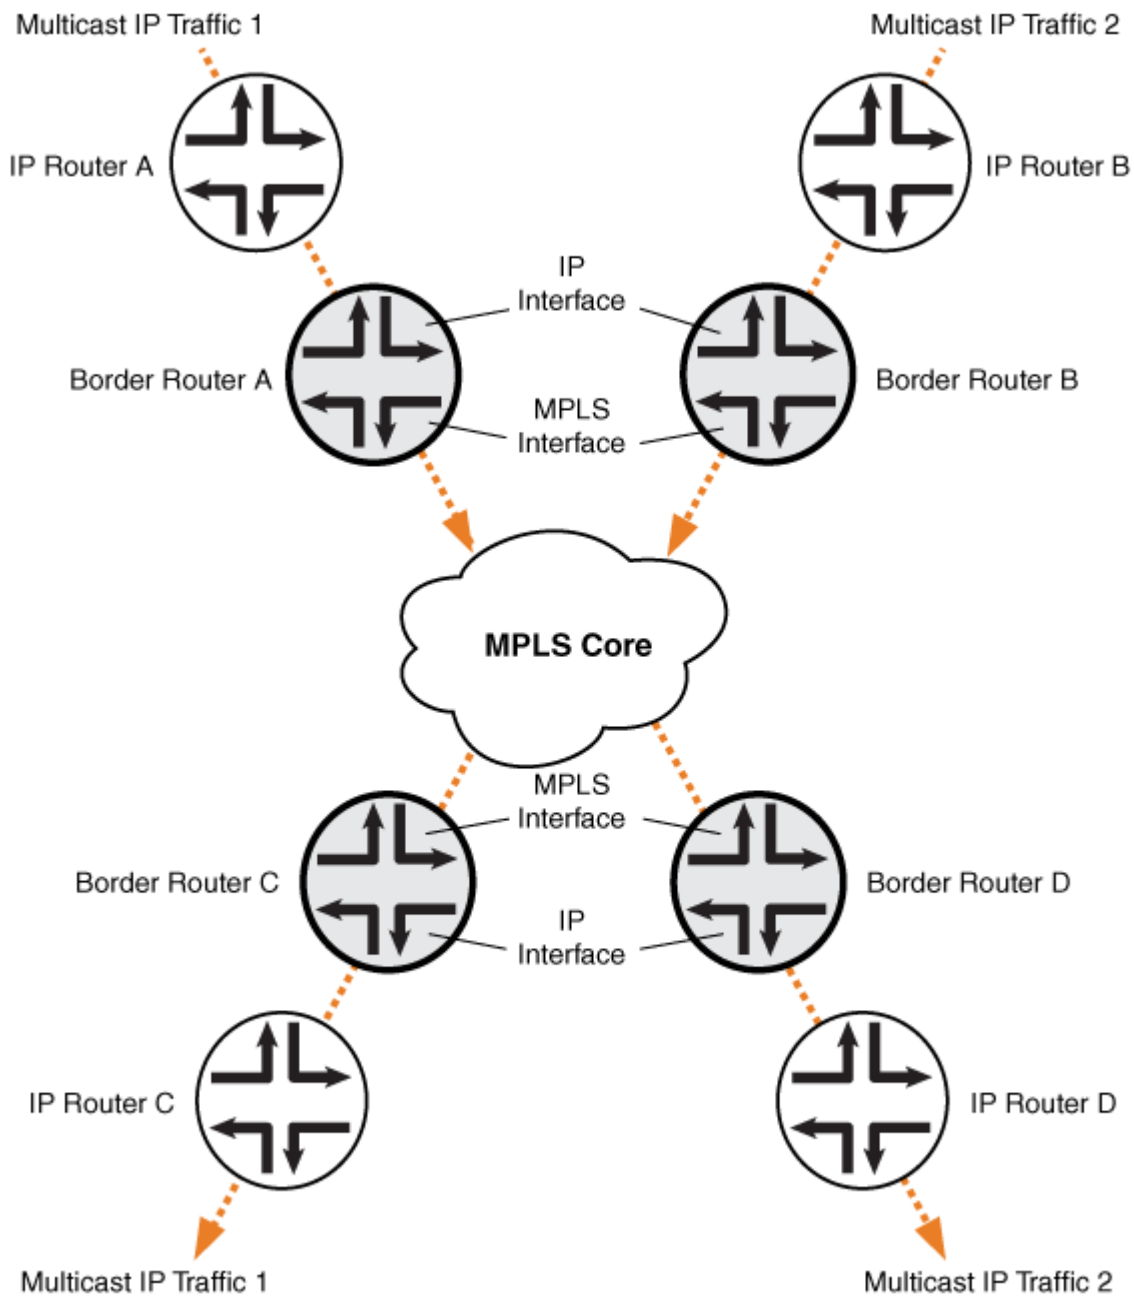 Multicast IP Traffic 1
Multicast IP Traffic 2
IP Router A
IP Router B
IP
Interface
Border Router A
Border Router B
MPLS
Interface
MPLS Core
MPLS
Interface
Border Router C
Border Router D
IP
Interface
IP Router C
IP Router D
Multicast IP Traffic 1
Multicast IP Traffic 2